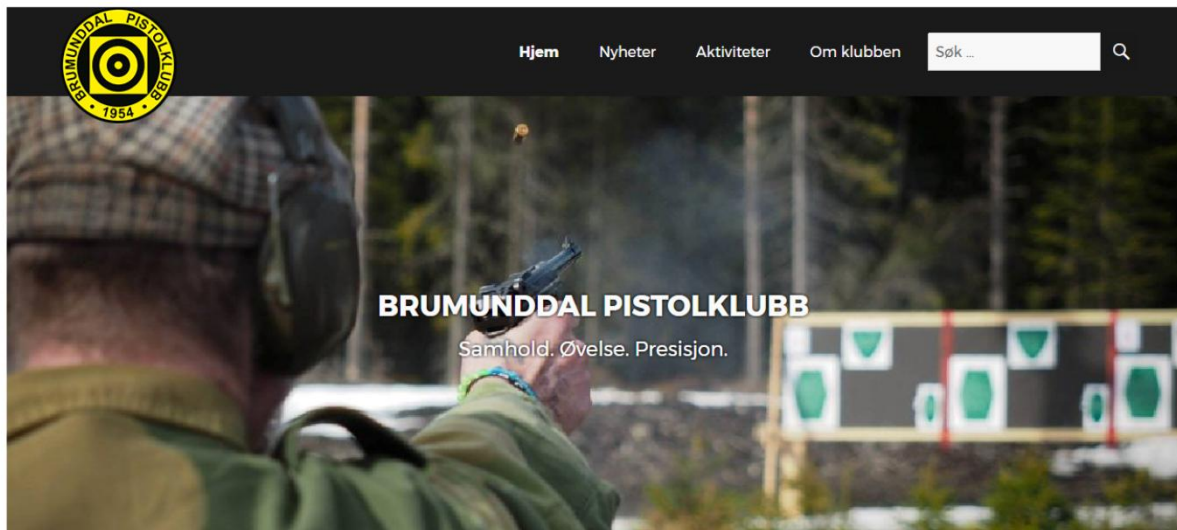 BRUMUNDDAL PISTOLKLUBB
1954
Hjem
Nyheter
Aktiviteter
Om klubben
Søk ...
BRUMUNDDAL PISTOLKLUBB
Samhold. Øvelse. Presisjon.